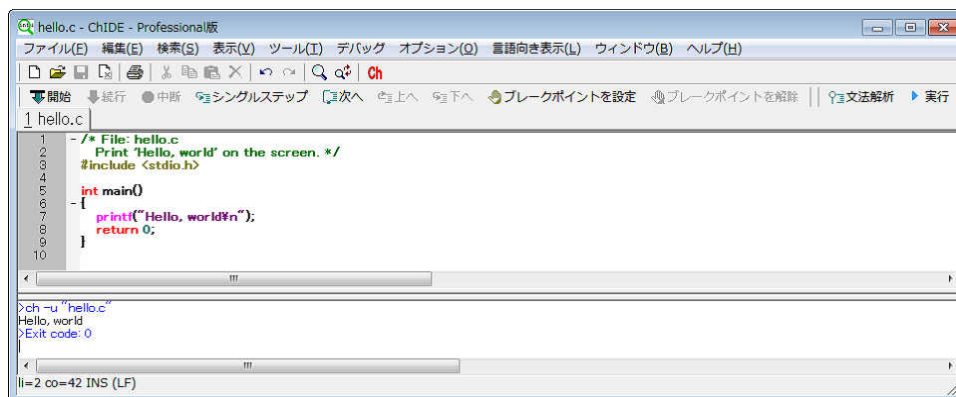 hello.c - ChIDE - Professional版
ファイル(F) 編集(E) 検索(S) 表示(V) ツール(T) デバッグ オプション(O) 言語向き表示(L) ウィンドウ(B) ヘルプ(H)
Ch
開始 続行 中断 シングルステップ 次へ 上へ 下へ ブレークポイントを設定 ブレークポイントを解除 文法解析 実行
1 hello.c
1 - /* File: hello.c
2 Print 'Hello, world' on the screen. */
3 #include <stdio.h>
4
5 int main()
6 - {
7 printf("Hello, world¥n");
8 return 0;
9 }
10
>ch -u "hello.c"
Hello, world
>Exit code: 0
li=2 co=42 INS (LF)